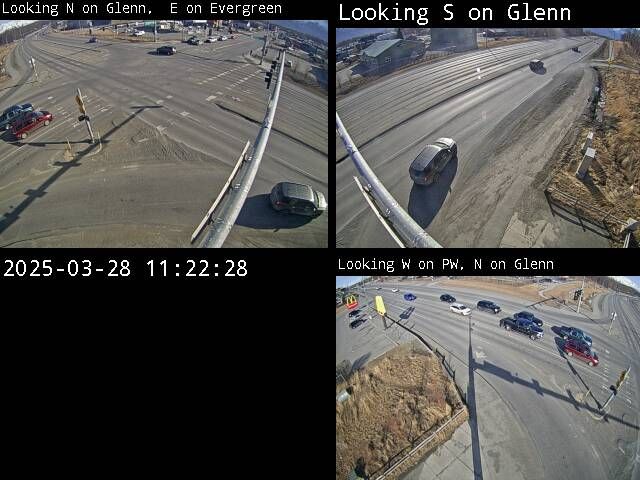 Looking N on Glenn,  E on Evergreen
Looking S on Glenn
2025-03-28 11:22:28
Looking W on PW, N on Glenn